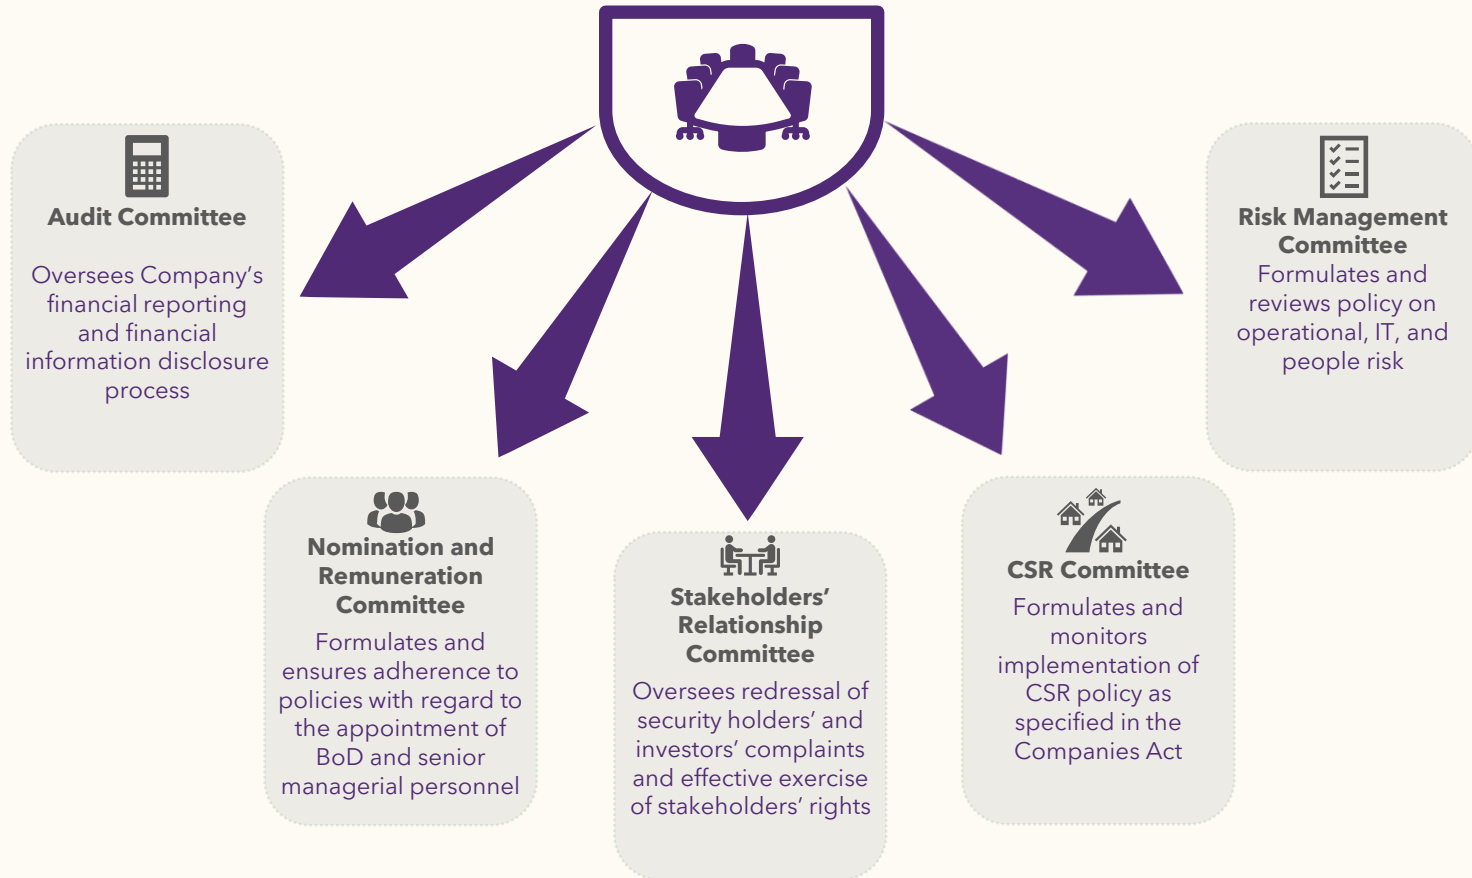 Audit Committee
Oversees Company’s
financial reporting
and financial
information disclosure
process
Nomination and
Remuneration
Committee
Formulates and
ensures adherence to
policies with regard to
the appointment of
BoD and senior
managerial personnel
Stakeholders’
Relationship
Committee
Oversees redressal of
security holders’ and
investors’ complaints
and effective exercise
of stakeholders’ rights
CSR Committee
Formulates and
monitors
implementation of
CSR policy as
specified in the
Companies Act
Risk Management
Committee
Formulates and
reviews policy on
operational, IT, and
people risk